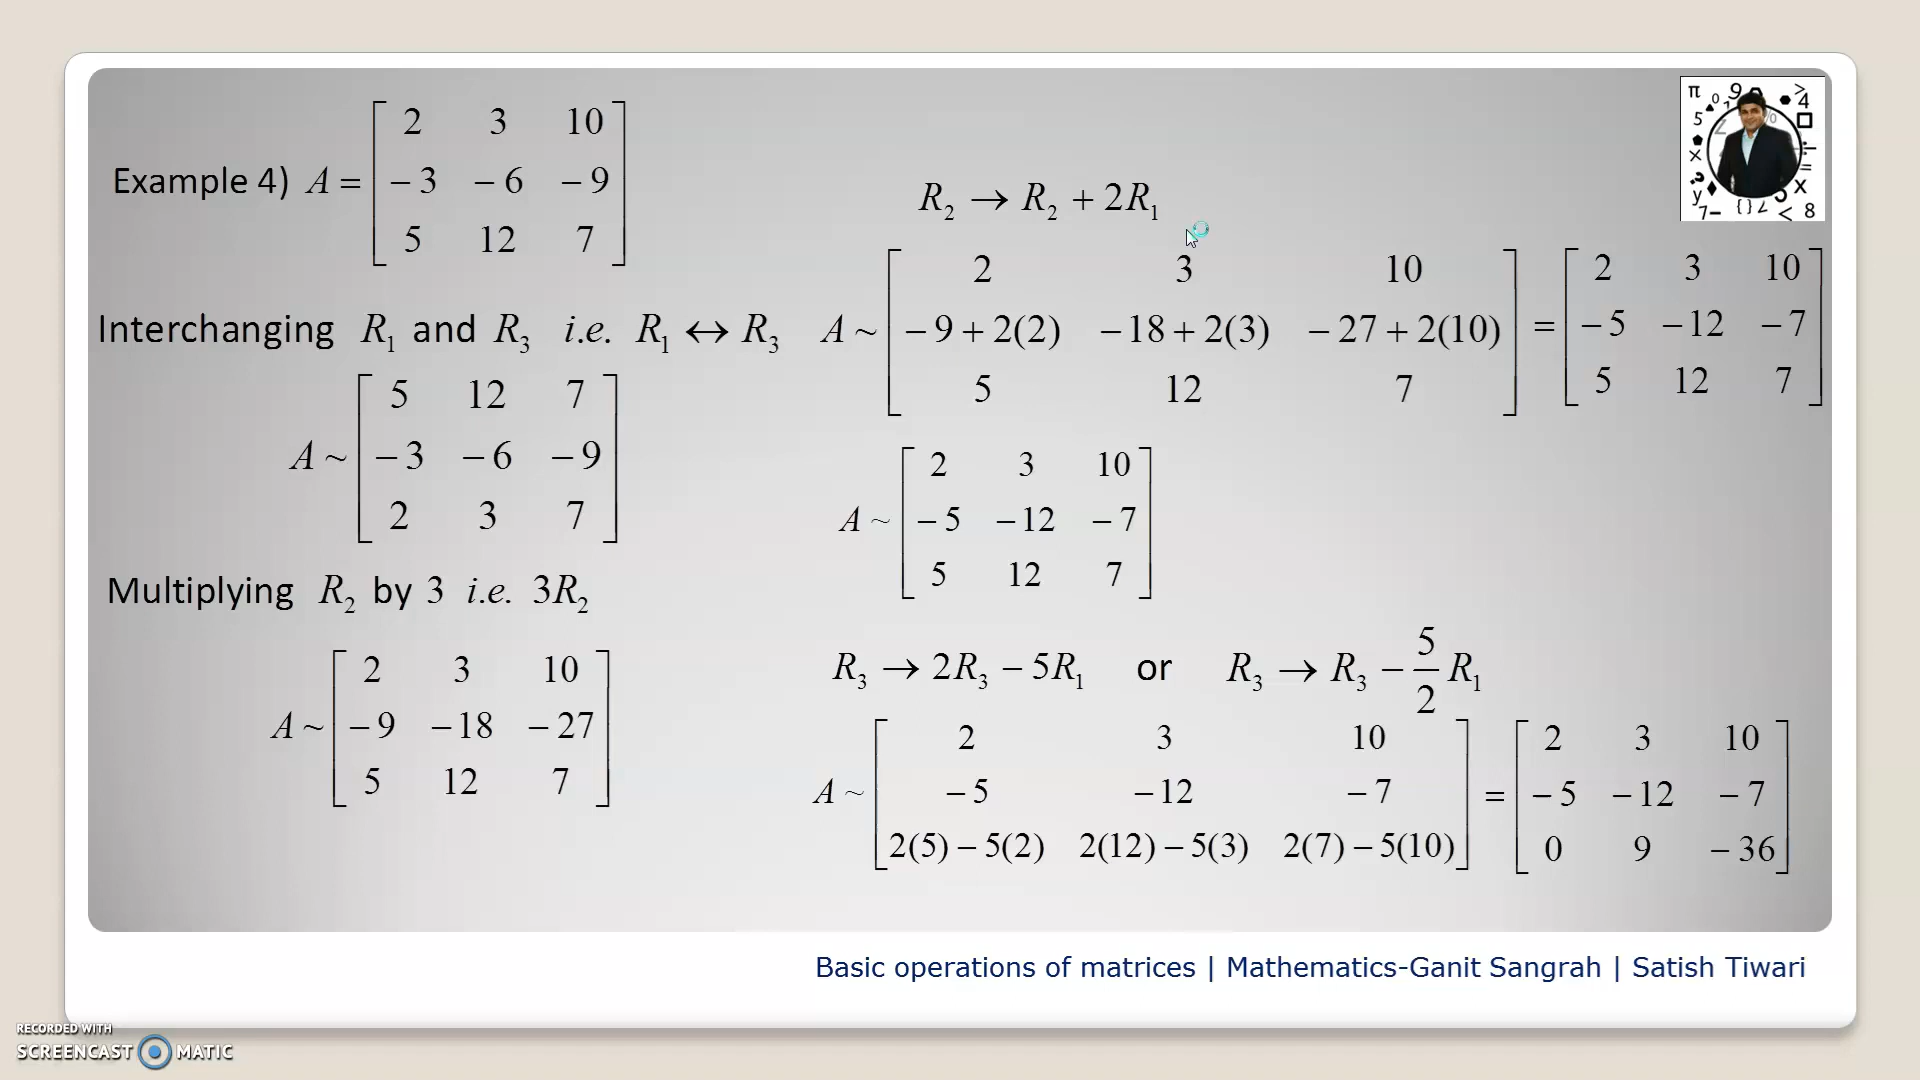 Example 4) A = [ 2 3 10
-3 -6 -9
5 12 7 ]
Interchanging R₁ and R₃ i.e. R₁ ↔ R₃
A ~ [ 5 12 7
-3 -6 -9
2 3 7 ]
Multiplying R₂ by 3 i.e. 3R₂
A ~ [ 2 3 10
-9 -18 -27
5 12 7 ]
R₂ → R₂ + 2R₁
A ~ [ 2 3 10
-9+2(2) -18+2(3) -27+2(10)
5 12 7 ] = [ 2 3 10
-5 -12 -7
5 12 7 ]
A ~ [ 2 3 10
-5 -12 -7
5 12 7 ]
R₃ → 2R₃ - 5R₁ or R₃ → R₃ - 5/2 R₁
A ~ [ 2 3 10
-5 -12 -7
2(5)-5(2) 2(12)-5(3) 2(7)-5(10) ] = [ 2 3 10
-5 -12 -7
0 9 -36 ]
Basic operations of matrices | Mathematics-Ganit Sangrah | Satish Tiwari
RECORDED WITH
SCREENCAST MATIC